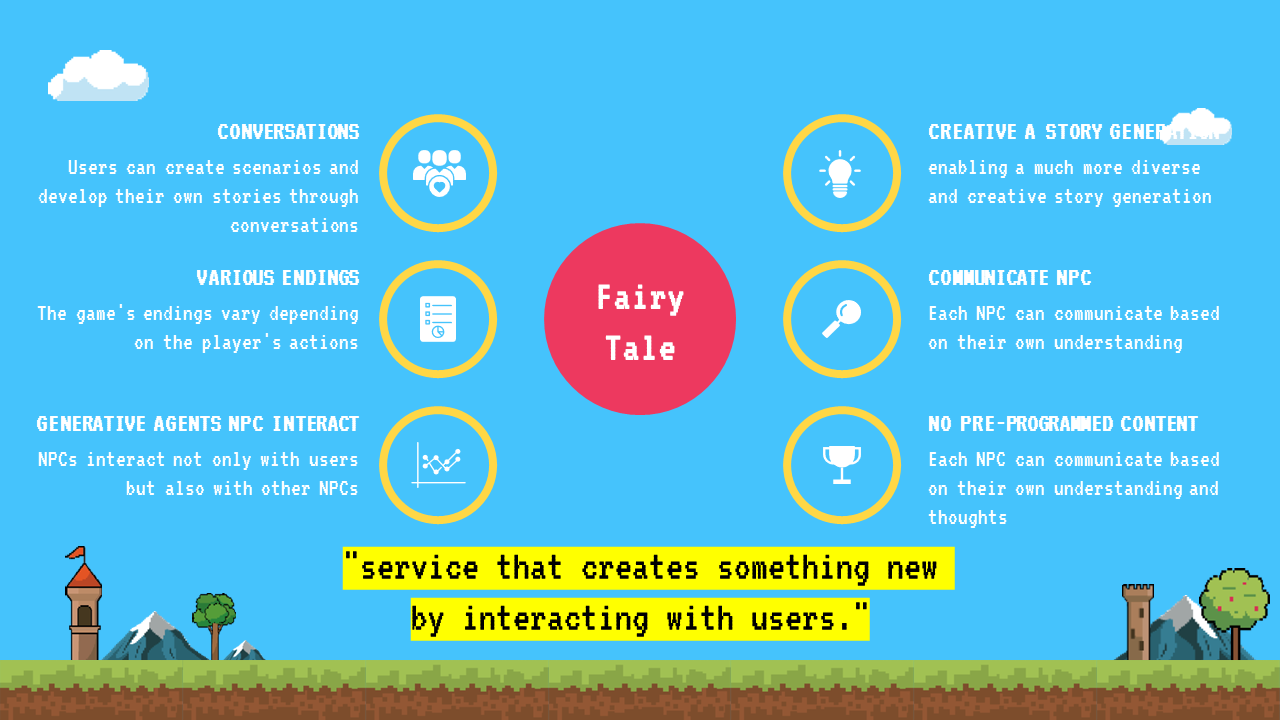 CONVERSATIONS
Users can create scenarios and
develop their own stories through
conversations
VARIOUS ENDINGS
The game's endings vary depending
on the player's actions
GENERATIVE AGENTS NPC INTERACT
NPCs interact not only with users
but also with other NPCs
Fairy
Tale
CREATIVE A STORY GENERATION
enabling a much more diverse
and creative story generation
COMMUNICATE NPC
Each NPC can communicate based
on their own understanding
NO PRE-PROGRAMMED CONTENT
Each NPC can communicate based
on their own understanding and
thoughts
"service that creates something new
by interacting with users."